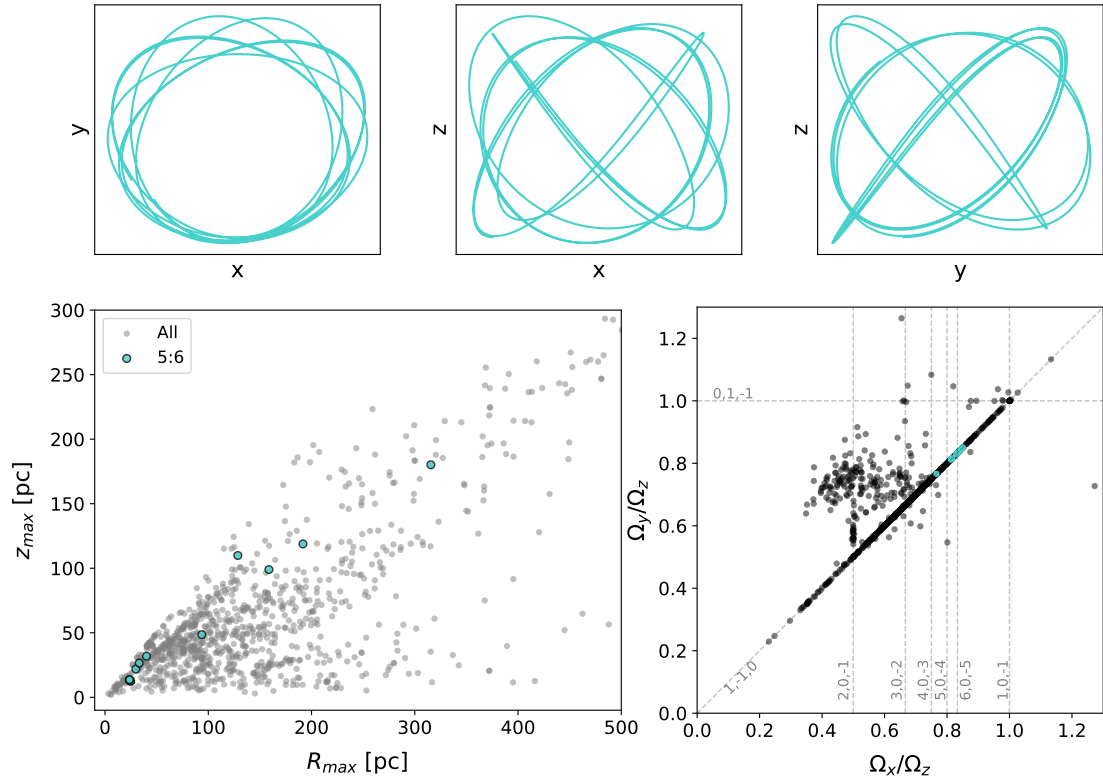 y
x
z
x
z
y
300
250
200
150
100
50
0
z_max [pc]
All
5:6
0 100 200 300 400 500
R_max [pc]
1.2
1.0
0.8
0.6
0.4
0.2
0.0
Ω_y/Ω_z
0,1,-1
1,-1,0
2,0,-1
3,0,-2
4,0,-3
5,0,-4
6,0,-5
1,0,-1
0.0 0.2 0.4 0.6 0.8 1.0 1.2
Ω_x/Ω_z